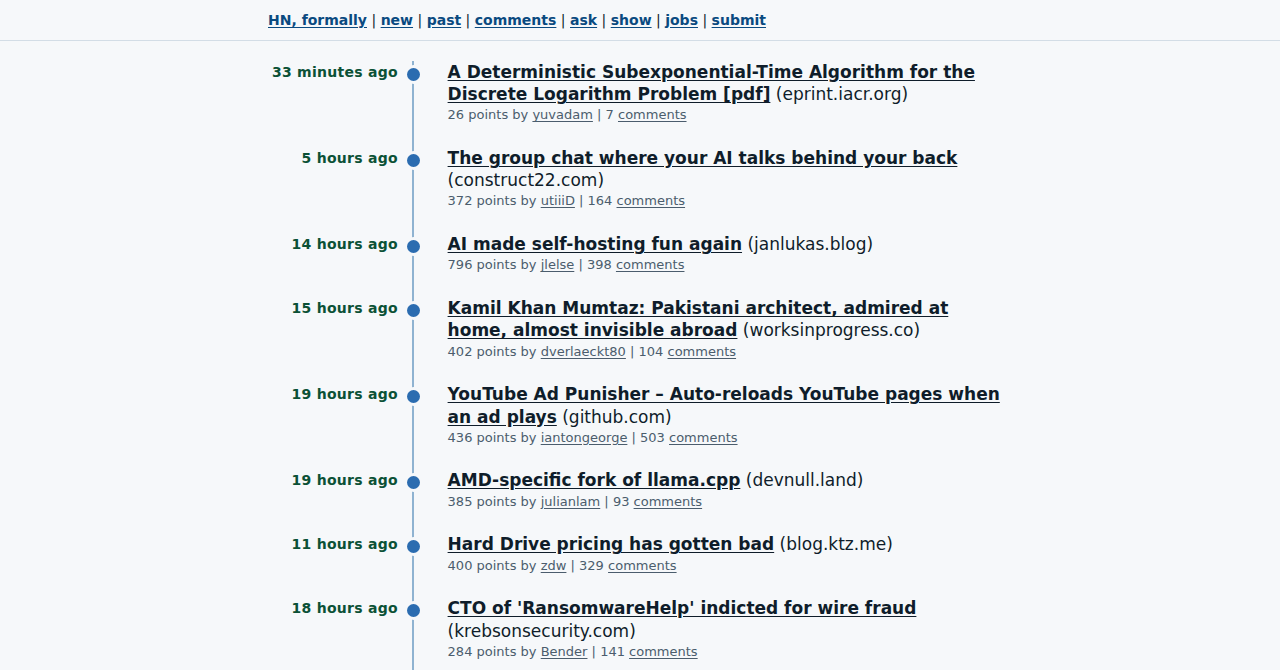 HN, formally | new | past | comments | ask | show | jobs | submit
33 minutes ago
A Deterministic Subexponential-Time Algorithm for the
Discrete Logarithm Problem [pdf] (eprint.iacr.org)
26 points by yuvadam | 7 comments
5 hours ago
The group chat where your AI talks behind your back
(construct22.com)
372 points by utiiiD | 164 comments
14 hours ago
AI made self-hosting fun again (janlukas.blog)
796 points by jlelse | 398 comments
15 hours ago
Kamil Khan Mumtaz: Pakistani architect, admired at
home, almost invisible abroad (worksinprogress.co)
402 points by dverlaeckt80 | 104 comments
19 hours ago
YouTube Ad Punisher – Auto-reloads YouTube pages when
an ad plays (github.com)
436 points by iantongeorge | 503 comments
19 hours ago
AMD-specific fork of llama.cpp (devnull.land)
385 points by julianlam | 93 comments
11 hours ago
Hard Drive pricing has gotten bad (blog.ktz.me)
400 points by zdw | 329 comments
18 hours ago
CTO of 'RansomwareHelp' indicted for wire fraud
(krebsonsecurity.com)
284 points by Bender | 141 comments